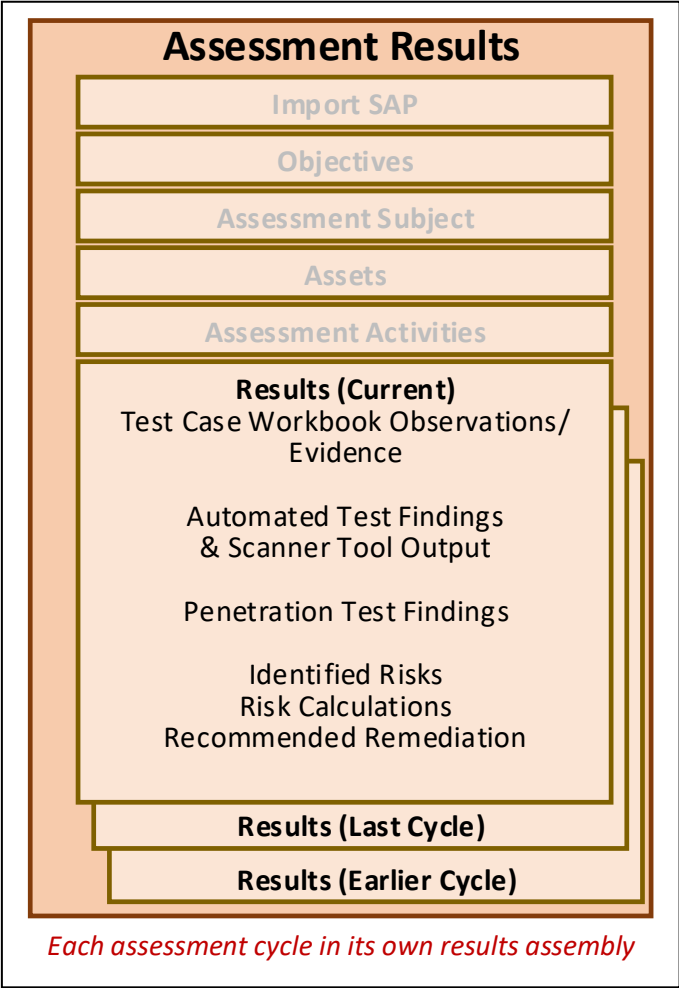 Assessment Results
Import SAP
Objectives
Assessment Subject
Assets
Assessment Activities
Results (Current)
Test Case Workbook Observations/
Evidence
Automated Test Findings
& Scanner Tool Output
Penetration Test Findings
Identified Risks
Risk Calculations
Recommended Remediation
Results (Last Cycle)
Results (Earlier Cycle)
Each assessment cycle in its own results assembly